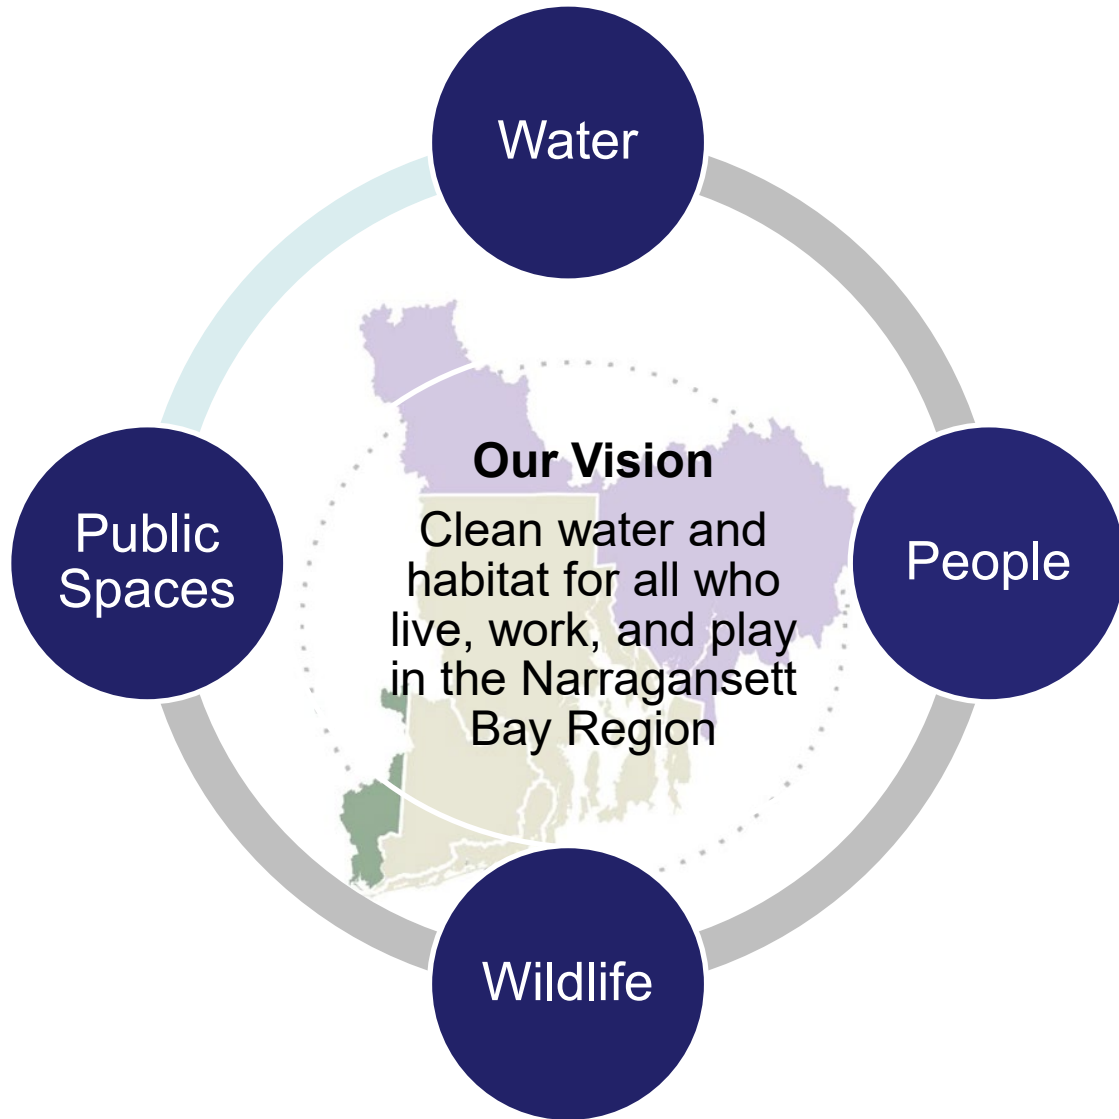 Water
Public
Spaces
Our Vision
Clean water and
habitat for all who
live, work, and play
in the Narragansett
Bay Region
People
Wildlife